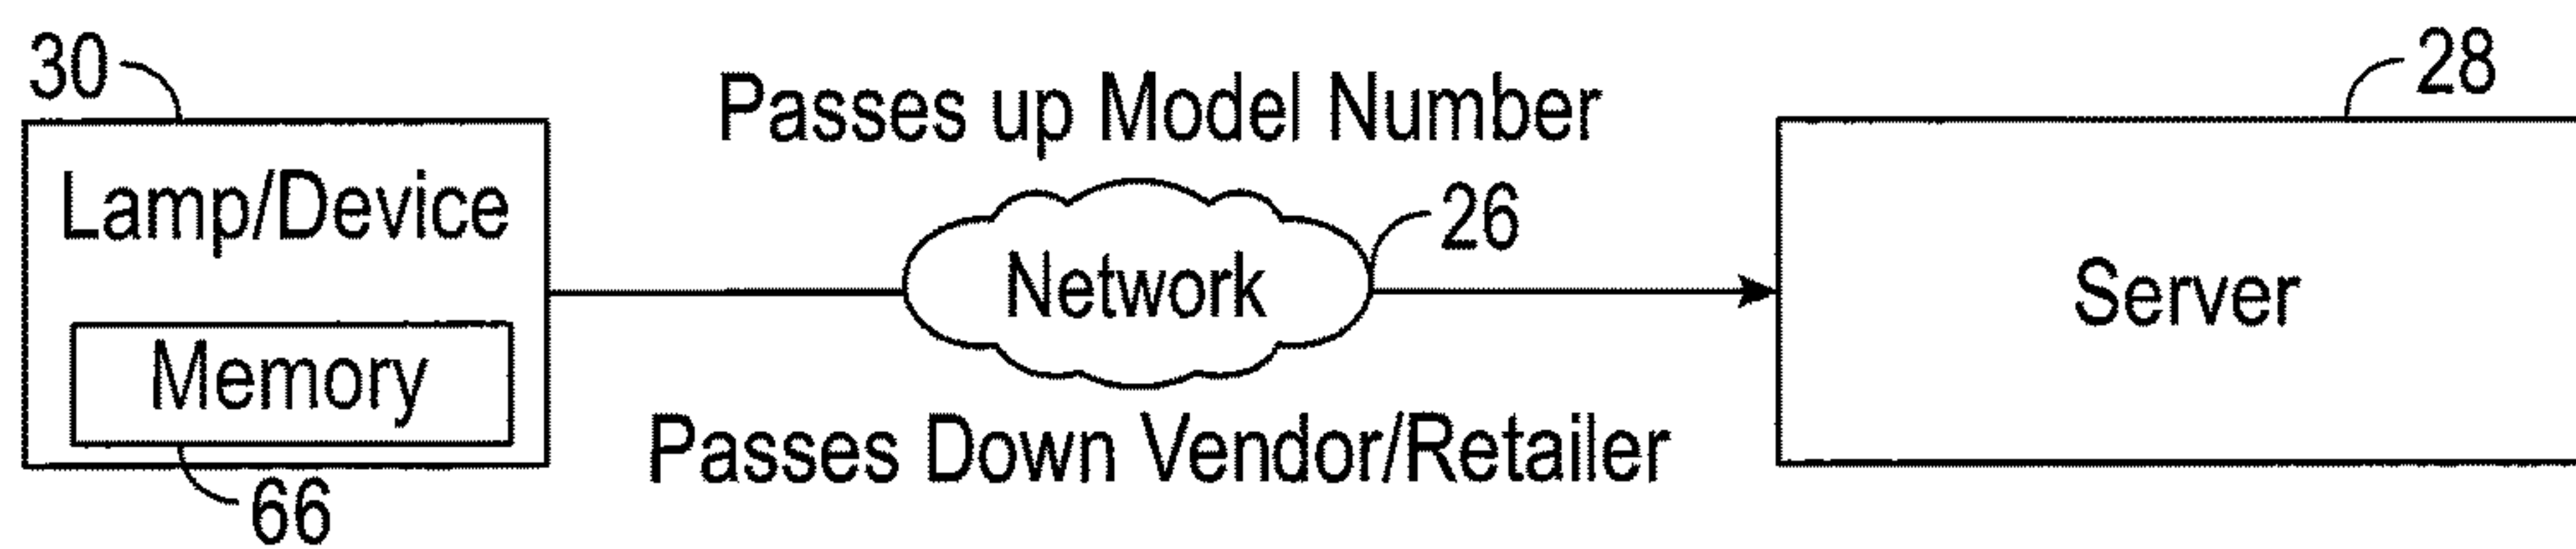 30
28
Passes up Model Number
Lamp/Device
26
Network
Server
Memory
Passes Down Vendor/Retailer
66